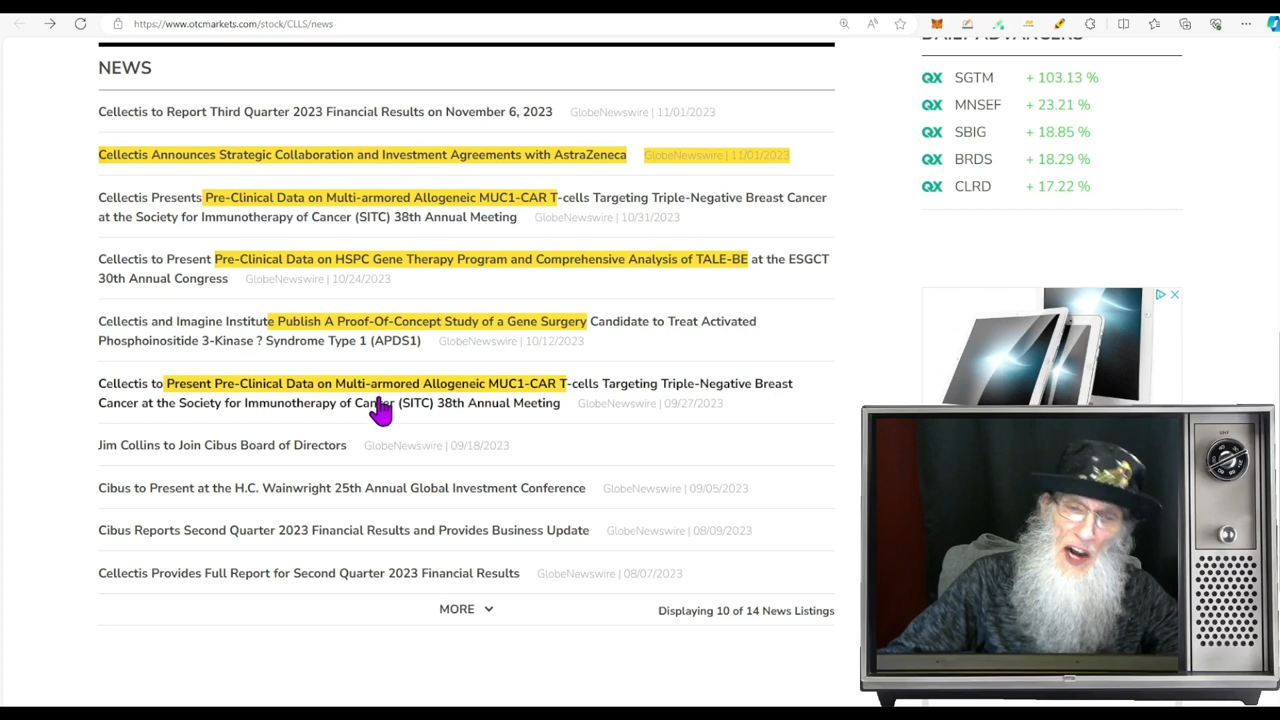 https://www.otcmarkets.com/stock/CLLS/news
NEWS
Cellectis to Report Third Quarter 2023 Financial Results on November 6, 2023 GlobeNewswire | 11/01/2023
Cellectis Announces Strategic Collaboration and Investment Agreements with AstraZeneca GlobeNewswire | 11/01/2023
Cellectis Presents Pre-Clinical Data on Multi-armored Allogeneic MUC1-CAR T-cells Targeting Triple-Negative Breast Cancer
at the Society for Immunotherapy of Cancer (SITC) 38th Annual Meeting GlobeNewswire | 10/31/2023
Cellectis to Present Pre-Clinical Data on HSPC Gene Therapy Program and Comprehensive Analysis of TALE-BE at the ESGCT
30th Annual Congress GlobeNewswire | 10/24/2023
Cellectis and Imagine Institute Publish A Proof-Of-Concept Study of a Gene Surgery Candidate to Treat Activated
Phosphoinositide 3-Kinase ? Syndrome Type 1 (APDS1) GlobeNewswire | 10/12/2023
Cellectis to Present Pre-Clinical Data on Multi-armored Allogeneic MUC1-CAR T-cells Targeting Triple-Negative Breast
Cancer at the Society for Immunotherapy of Cancer (SITC) 38th Annual Meeting GlobeNewswire | 09/27/2023
Jim Collins to Join Cibus Board of Directors GlobeNewswire | 09/18/2023
Cibus to Present at the H.C. Wainwright 25th Annual Global Investment Conference GlobeNewswire | 09/05/2023
Cibus Reports Second Quarter 2023 Financial Results and Provides Business Update GlobeNewswire | 08/09/2023
Cellectis Provides Full Report for Second Quarter 2023 Financial Results GlobeNewswire | 08/07/2023
MORE
Displaying 10 of 14 News Listings
DAILY ADVANCERS
QX SGTM + 103.13 %
QX MNSEF + 23.21 %
QX SBIG + 18.85 %
QX BRDS + 18.29 %
QX CLRD + 17.22 %
UHF